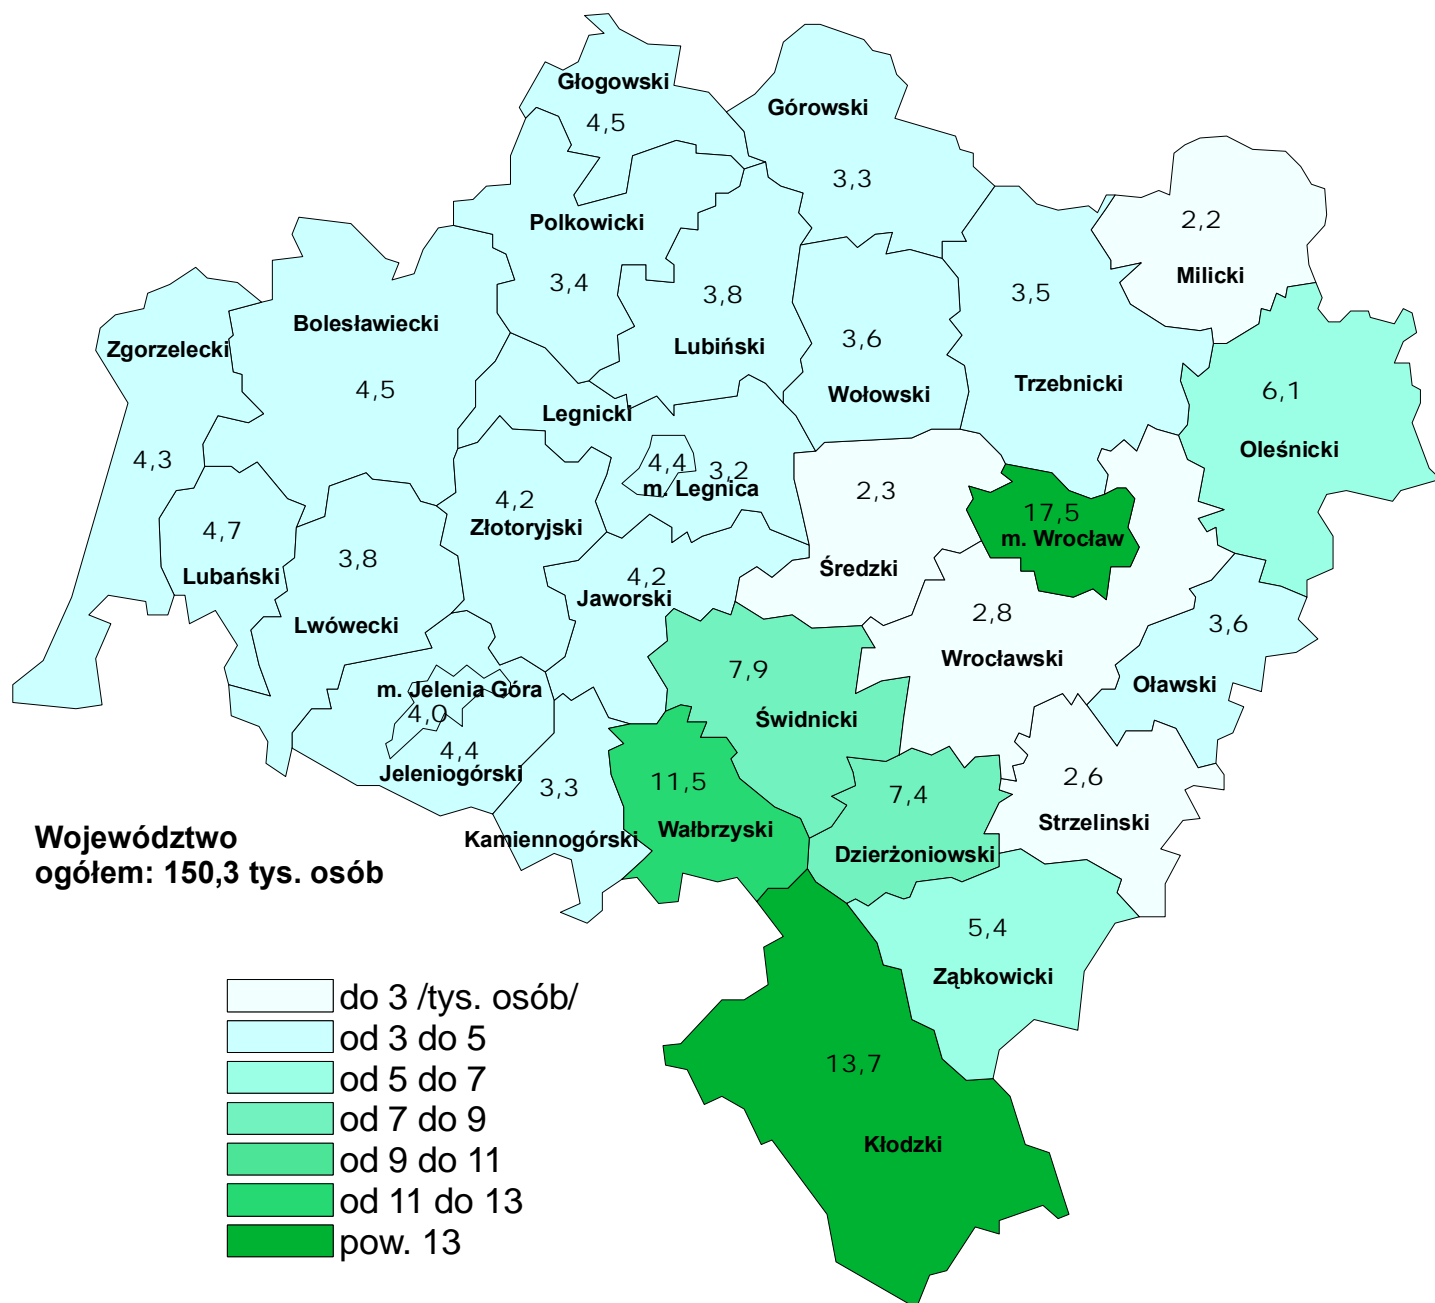 Głogowski
4,5
Górowski
3,3
2,2
Milicki
Polkowicki
3,4
3,8
Lubiński
3,6
Wołowski
3,5
Trzebnicki
6,1
Oleśnicki
Zgorzelecki
4,3
Bolesławiecki
4,5
Legnicki
4,4
3,2
m. Legnica
4,2
Złotoryjski
2,3
Średzki
17,5
m. Wrocław
4,7
Lubański
3,8
Lwówecki
4,2
Jaworski
2,8
Wrocławski
3,6
Oławski
m. Jelenia Góra
4,0
4,4
Jeleniogórski
7,9
Świdnicki
3,3
Kamiennogórski
11,5
Wałbrzyski
7,4
Dzierżoniowski
2,6
Strzelinski
5,4
Ząbkowicki
13,7
Kłodzki
Województwo
ogółem: 150,3 tys. osób
do 3 /tys. osób/
od 3 do 5
od 5 do 7
od 7 do 9
od 9 do 11
od 11 do 13
pow. 13